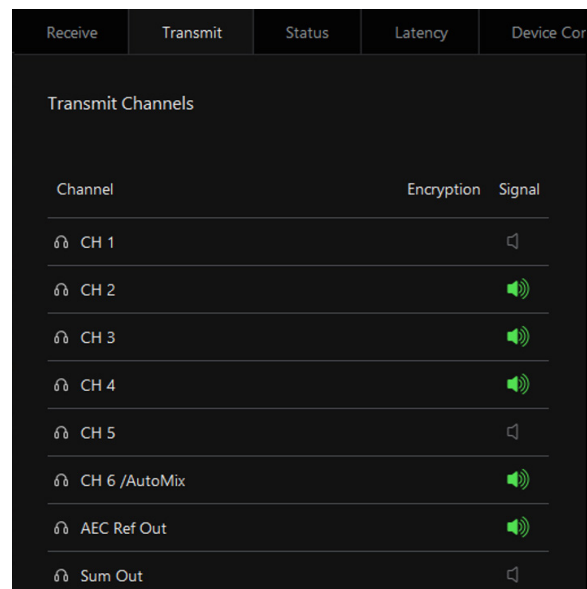 Receive Transmit Status Latency Device Cor
Transmit Channels
Channel Encryption Signal
CH 1
CH 2
CH 3
CH 4
CH 5
CH 6 /AutoMix
AEC Ref Out
Sum Out